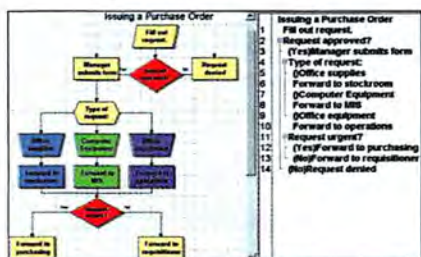 Issuing a Purchase Order
Fill out
request.
Manager
submits form
Request
denied
Type of
request:
Forward to
MIS
Forward to
purchasing
Forward to
requisitioner
Issuing a Purchase Order
1 Fill out request.
2 Request approved?
3 (Yes)Manager submits form
4 Type of request:
5 ()Office supplies
6 Forward to stockroom
7 ()Computer Equipment
8 Forward to MIS
9 ()Office equipment
10 Forward to operations
11 Request urgent?
12 (Yes)Forward to purchasing
13 (No)Forward to requisitioner
14 (No)Request denied